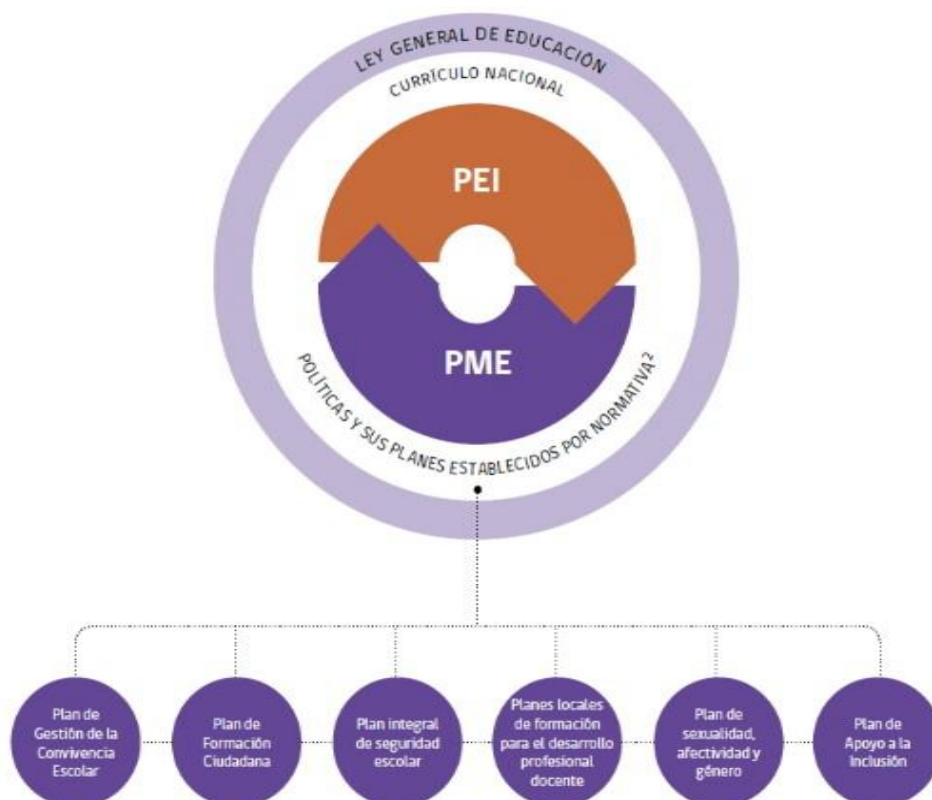 LEY GENERAL DE EDUCACIÓN
CURRÍCULO NACIONAL
PEI
PME
POLÍTICAS Y SUS PLANES ESTABLECIDOS POR NORMATIVA²
Plan de
Gestión de la
Convivencia
Escolar
Plan de
Formación
Ciudadana
Plan integral
de seguridad
escolar
Planes locales
de formación
para el desarrollo
profesional
docente
Plan de
sexualidad,
afectividad y
género
Plan de
Apoyo a la
Inclusión